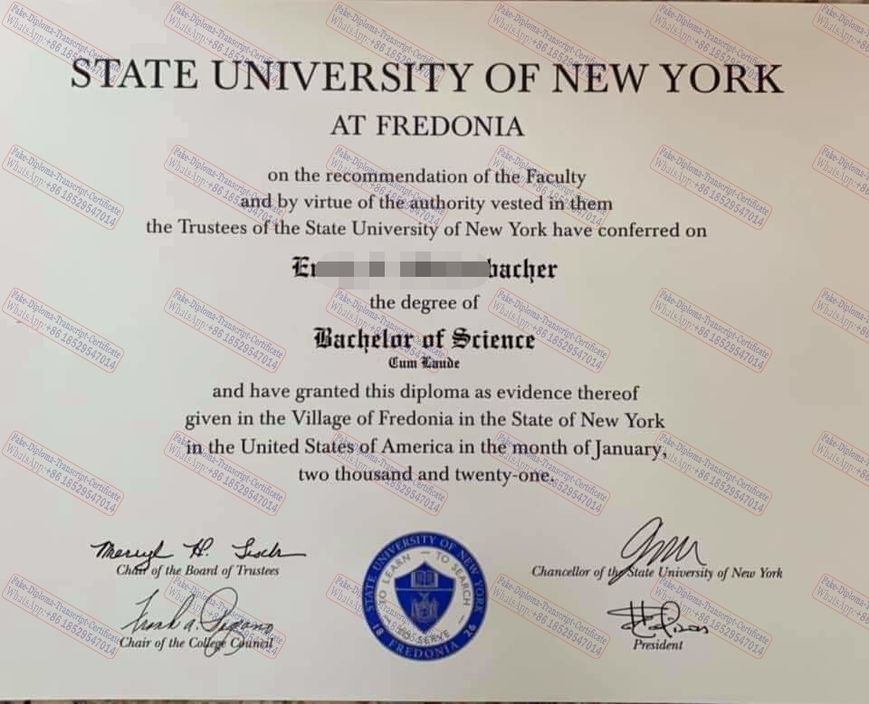 STATE UNIVERSITY OF NEW YORK
AT FREDONIA
on the recommendation of the Faculty
and by virtue of the authority vested in them
the Trustees of the State University of New York have conferred on
bacher
the degree of
Bachelor of Science
Cum Laude
and have granted this diploma as evidence thereof
given in the Village of Fredonia in the State of New York
in the United States of America in the month of January,
two thousand and twenty-one.
Meryl H. Tisch
Chair of the Board of Trustees
Chancellor of the State University of New York
Frank A. Pagano
Chair of the College Council
President
STATE UNIVERSITY OF NEW YORK
TO LEARN — TO SEARCH
TO SERVE
18 26
FREDONIA
Fake-Diploma-Transcript-Certificate
WhatsApp:+86 18529547014